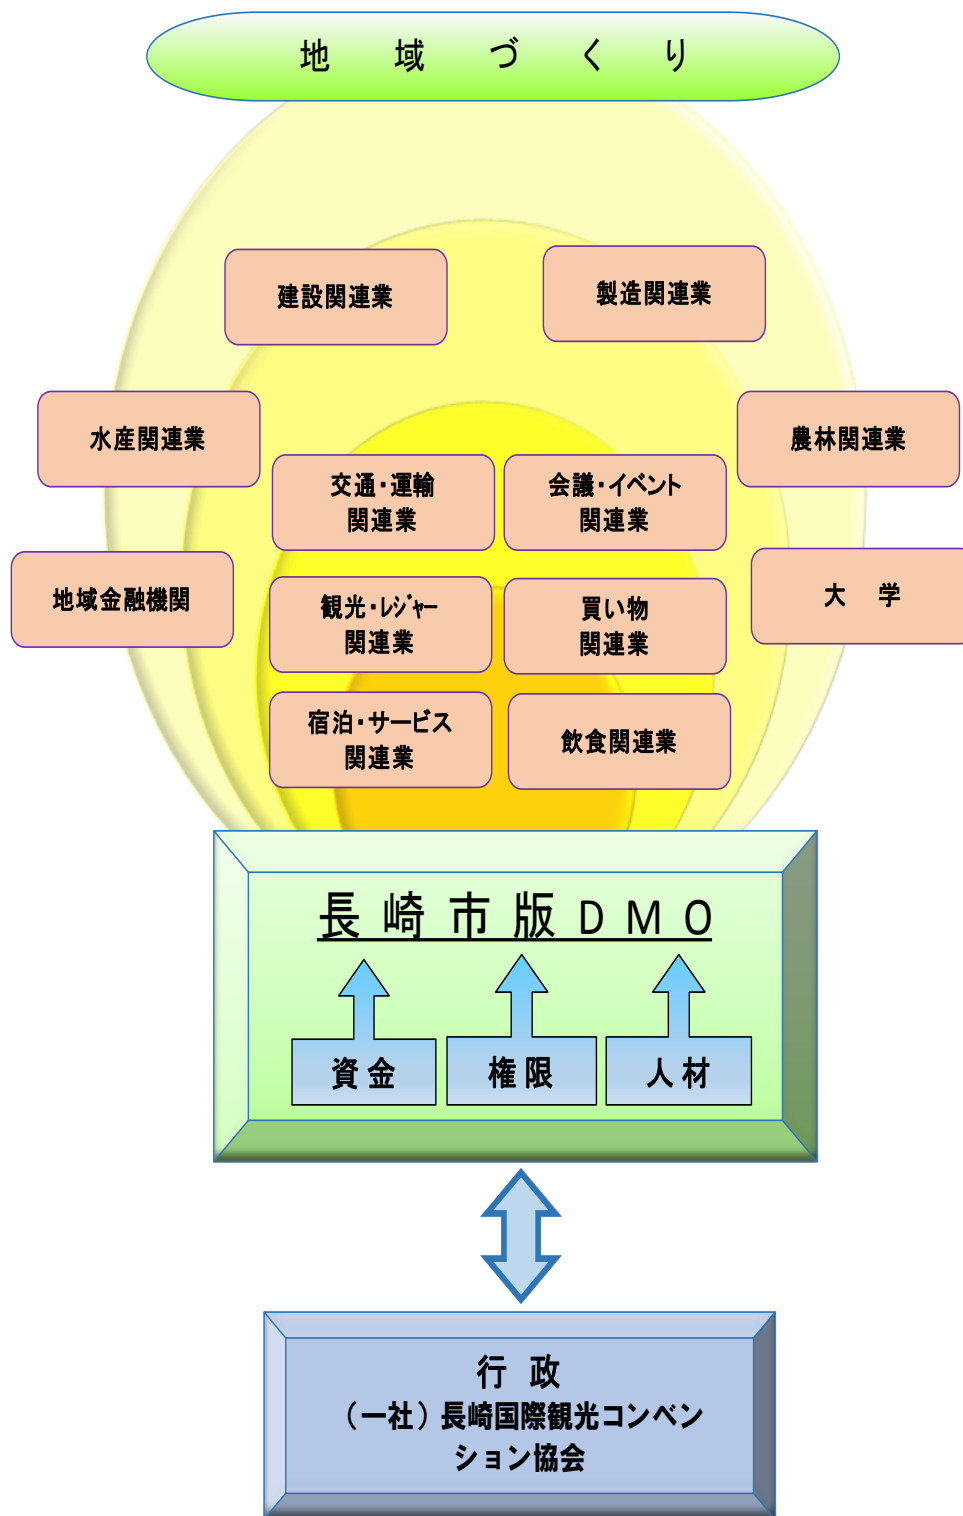 地域づくり
建設関連業
製造関連業
水産関連業
農林関連業
交通・運輸
関連業
会議・イベント
関連業
地域金融機関
大 学
観光・レジャー
関連業
買い物
関連業
宿泊・サービス
関連業
飲食関連業
長崎市版DMO
資金
権限
人材
行 政
(一社)長崎国際観光コンベン
ション協会